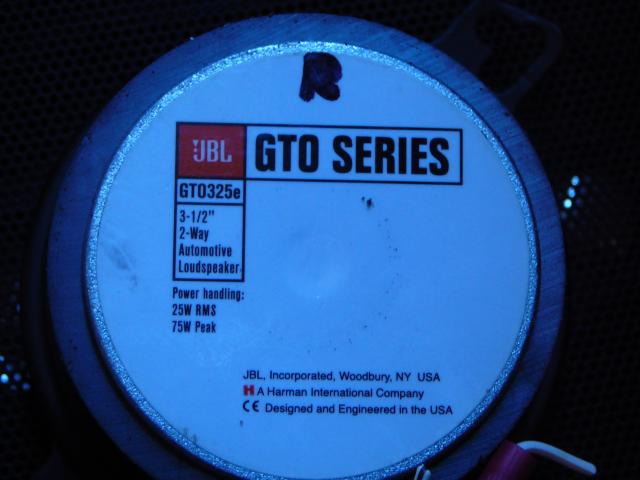 R
JBL GTO SERIES
GTO325e
3-1/2"
2-Way
Automotive
Loudspeaker
Power handling:
25W RMS
75W Peak
JBL, Incorporated, Woodbury, NY USA
H A Harman International Company
CE Designed and Engineered in the USA